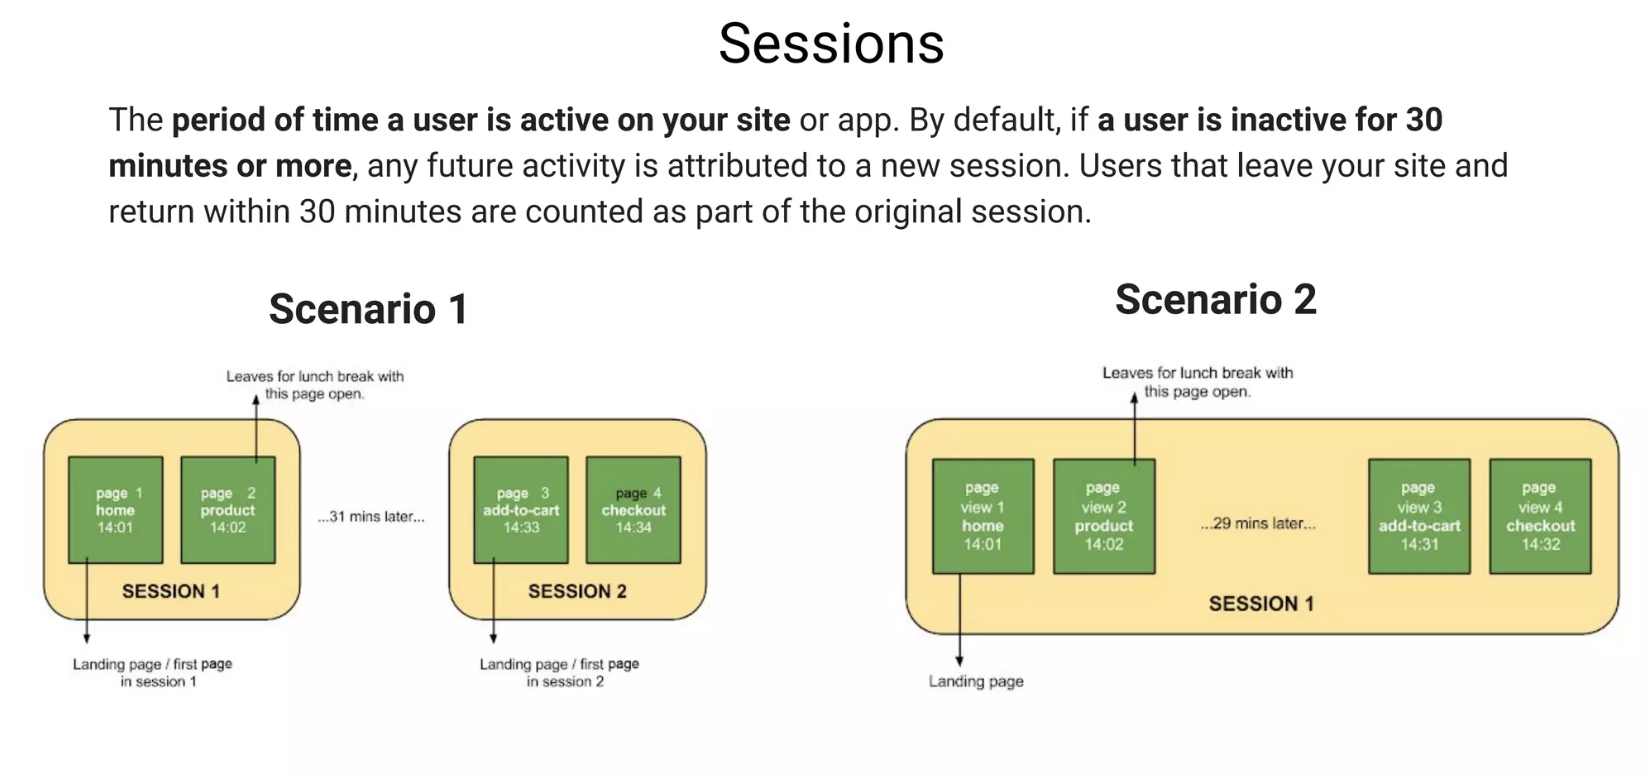 Sessions
The period of time a user is active on your site or app. By default, if a user is inactive for 30
minutes or more, any future activity is attributed to a new session. Users that leave your site and
return within 30 minutes are counted as part of the original session.
Scenario 1
Leaves for lunch break with
this page open.
page 1
home
14:01
page 2
product
14:02
SESSION 1
...31 mins later...
page 3
add-to-cart
14:33
page 4
checkout
14:34
SESSION 2
Landing page / first page
in session 1
Landing page / first page
in session 2
Scenario 2
Leaves for lunch break with
this page open.
page
view 1
home
14:01
page
view 2
product
14:02
...29 mins later...
page
view 3
add-to-cart
14:31
page
view 4
checkout
14:32
SESSION 1
Landing page